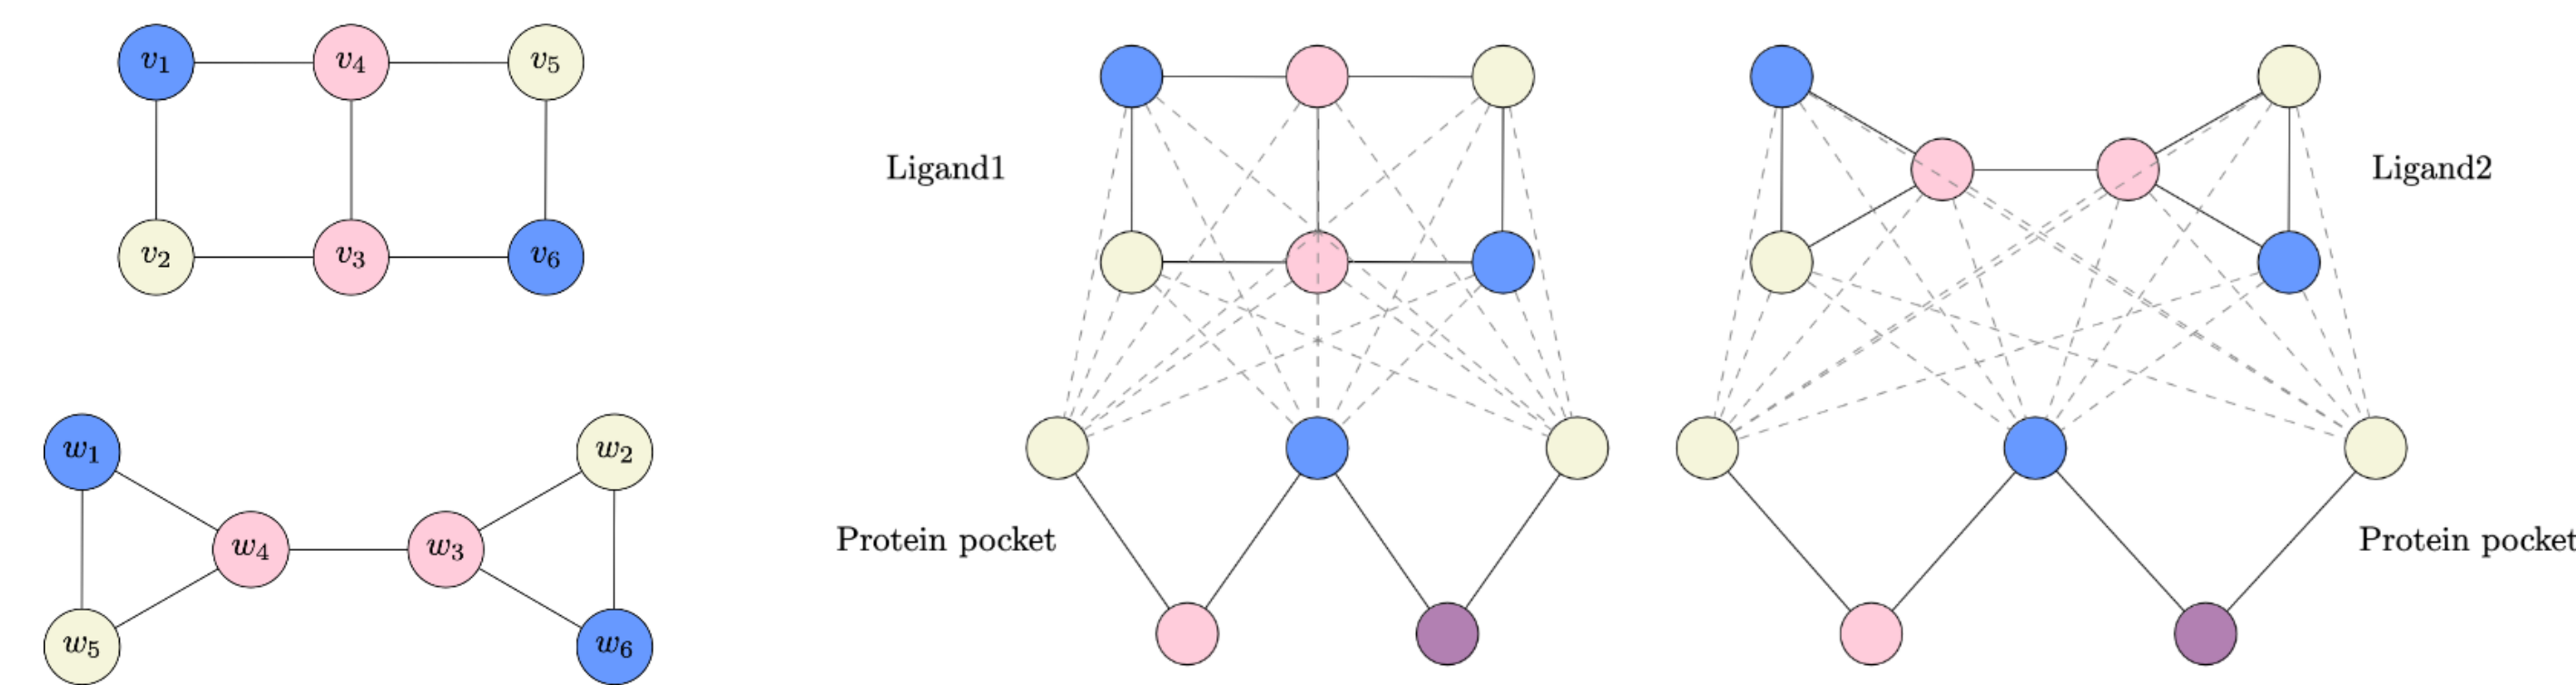 v1
v4
v5
v2
v3
v6
w1
w2
w4
w3
w5
w6
Ligand1
Protein pocket
Ligand2
Protein pocket